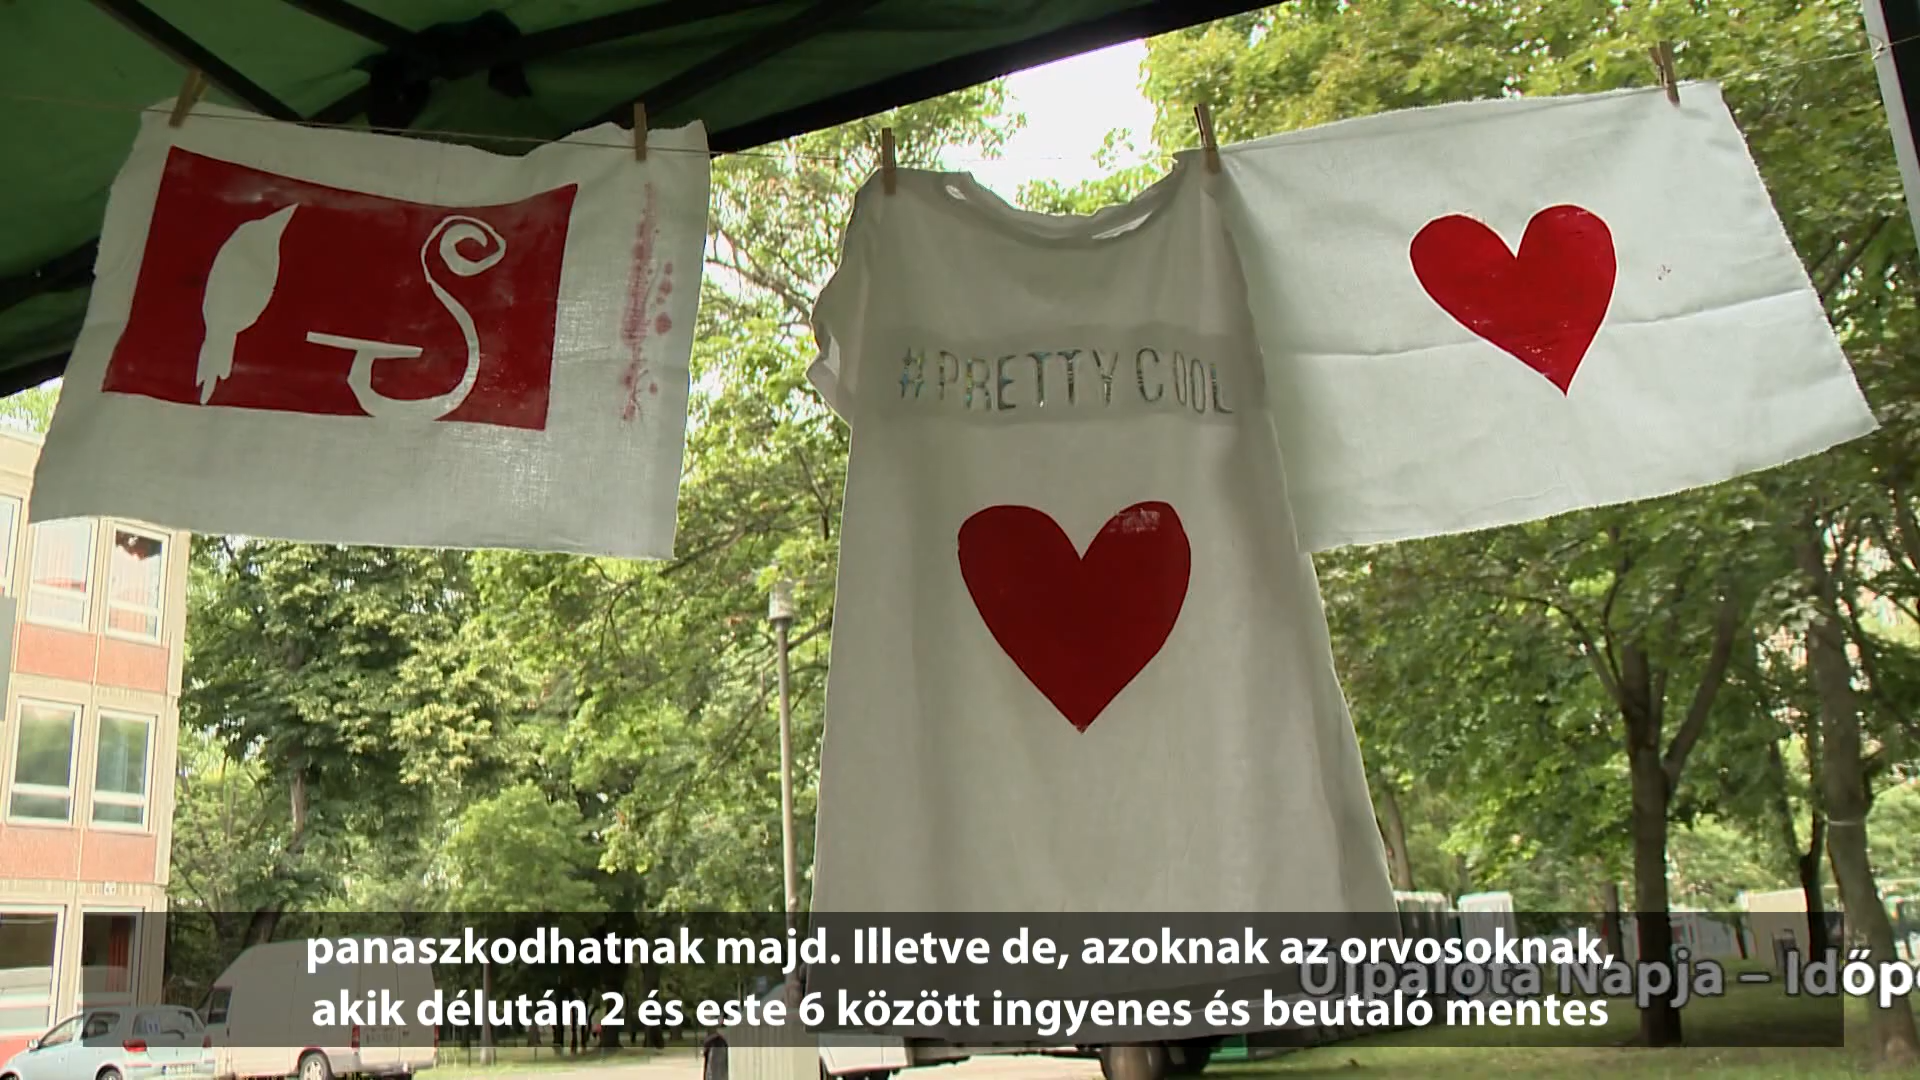 #PRETTY COOL
panaszkodhatnak majd. Illetve de, azoknak az orvosoknak,
akik délután 2 és este 6 között ingyenes és beutaló mentes
Újpalota Napja – Időp